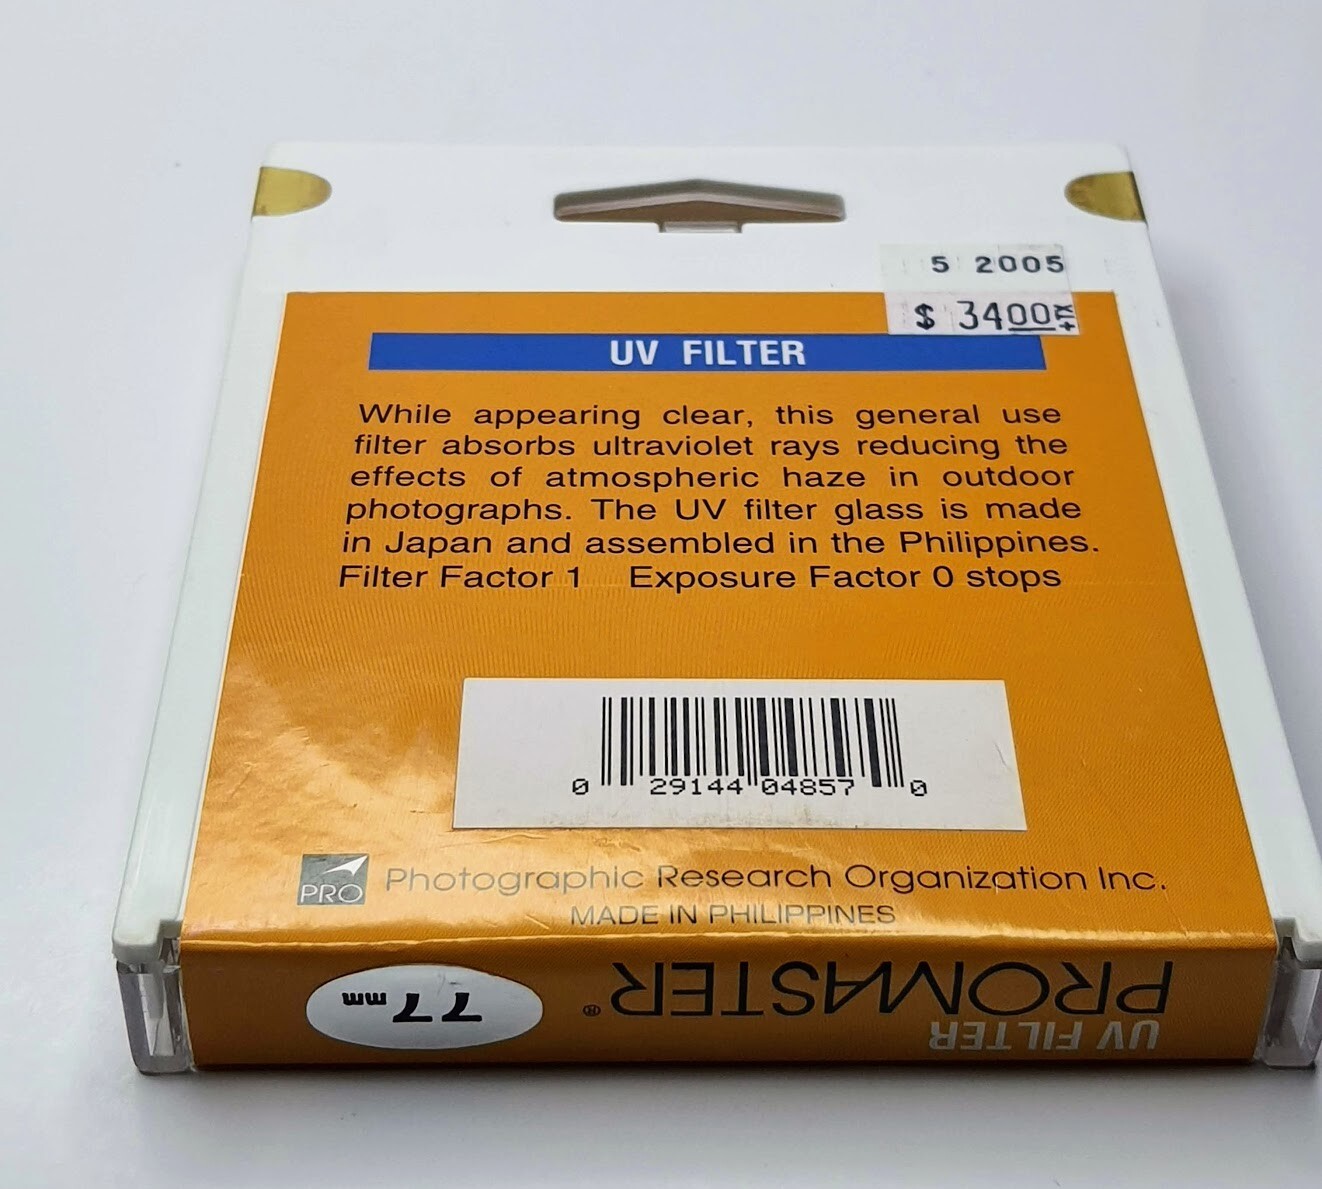 5 2005
$ 3400+TX
UV FILTER
While appearing clear, this general use
filter absorbs ultraviolet rays reducing the
effects of atmospheric haze in outdoor
photographs. The UV filter glass is made
in Japan and assembled in the Philippines.
Filter Factor 1 Exposure Factor 0 stops
0 29144 04857 0
PRO Photographic Research Organization Inc.
MADE IN PHILIPPINES
UV FILTER
PROMASTER® 77 mm